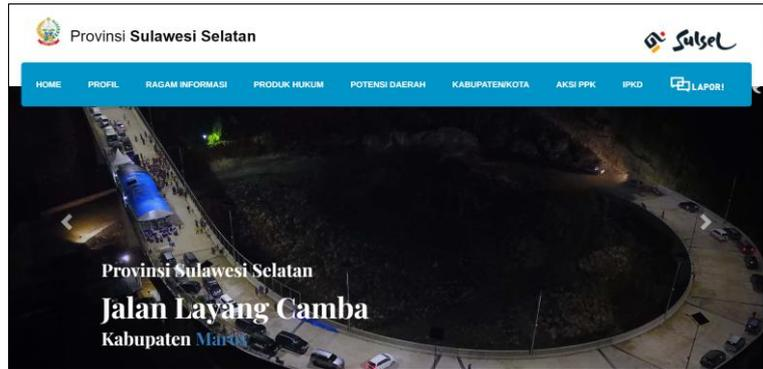 Provinsi Sulawesi Selatan
Sulsel
HOME PROFIL RAGAM INFORMASI PRODUK HUKUM POTENSI DAERAH KABUPATEN/KOTA AKSI PPK IPKD LAPOR!
Provinsi Sulawesi Selatan
Jalan Layang Camba
Kabupaten Maros